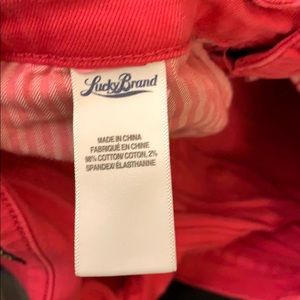 Lucky Brand
MADE IN CHINA
FABRIQUÉ EN CHINE
98% COTTON/ COTON, 2%
SPANDEX/ ÉLASTHANNE